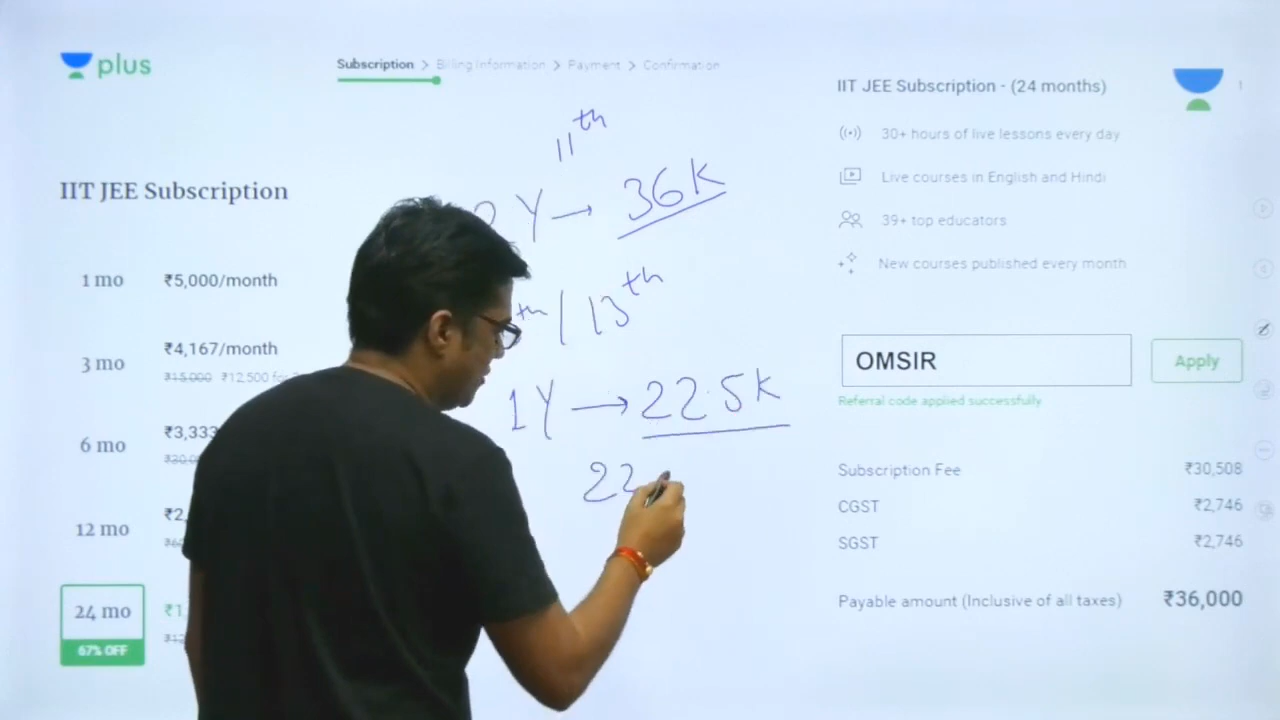 plus
Subscription > Billing Information > Payment > Confirmation
IIT JEE Subscription
1 mo ₹5,000/month
3 mo ₹4,167/month
₹15,000 ₹12,500 for
6 mo ₹3,333
12 mo ₹2,
24 mo ₹1
67% OFF
11th
Y → 36K
th / 13th
1Y → 22.5K
22
IIT JEE Subscription - (24 months)
30+ hours of live lessons every day
Live courses in English and Hindi
39+ top educators
New courses published every month
OMSIR Apply
Referral code applied successfully
Subscription Fee ₹30,508
CGST ₹2,746
SGST ₹2,746
Payable amount (Inclusive of all taxes) ₹36,000